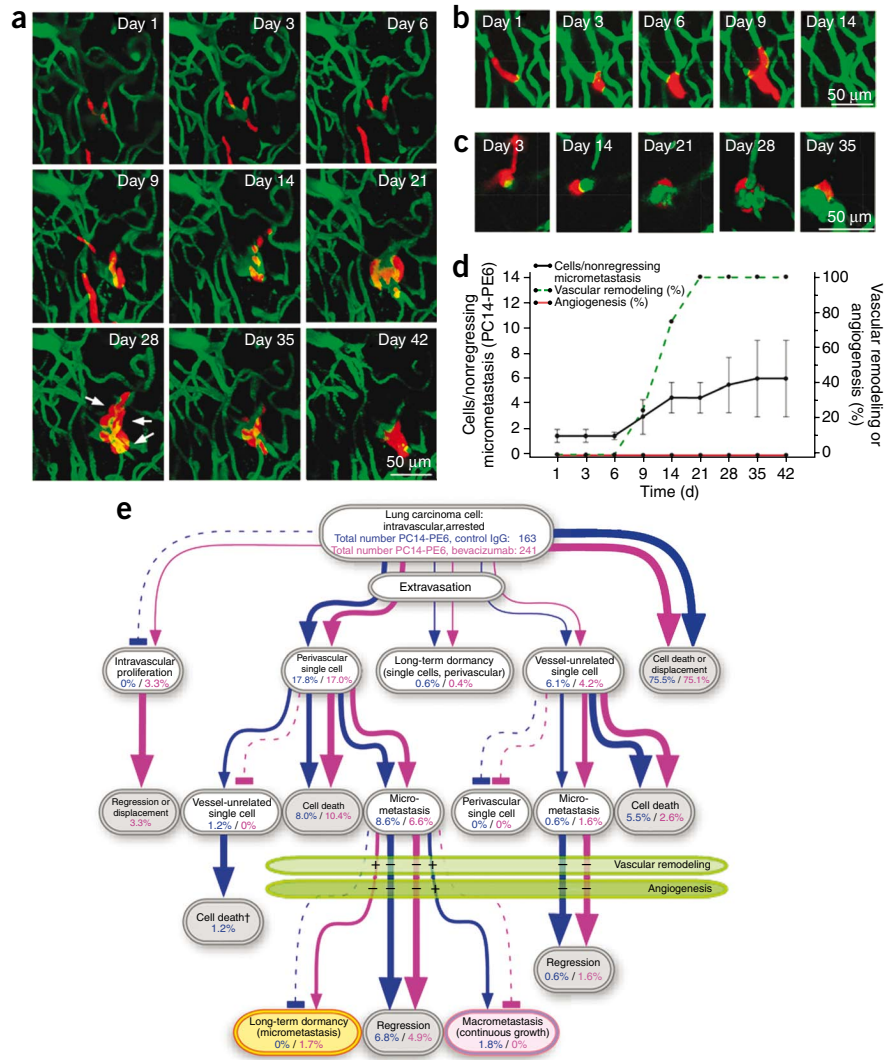 a
Day 1
Day 3
Day 6
Day 9
Day 14
Day 21
Day 28
Day 35
Day 42
50 μm
b
Day 1
Day 3
Day 6
Day 9
Day 14
50 μm
c
Day 3
Day 14
Day 21
Day 28
Day 35
50 μm
d
Cells/nonregressing
micrometastasis
Vascular remodeling (%)
Angiogenesis (%)
Cells/nonregressing
micrometastasis (PC14-PE6)
14
12
10
8
6
4
2
0
100
80
60
40
20
0
Vascular remodeling or
angiogenesis (%)
1 3 6 9 14 21 28 35 42
Time (d)
e
Lung carcinoma cell:
intravascular,arrested
Total number PC14-PE6, control IgG: 163
Total number PC14-PE6, bevacizumab: 241
Extravasation
Intravascular
proliferation
0% / 3.3%
Perivascular
single cell
17.8% / 17.0%
Long-term dormancy
(single cells, perivascular)
0.6% / 0.4%
Vessel-unrelated
single cell
6.1% / 4.2%
Cell death or
displacement
75.5% / 75.1%
Regression or
displacement
3.3%
Vessel-unrelated
single cell
1.2% / 0%
Cell death
8.0% / 10.4%
Micro-
metastasis
8.6% / 6.6%
Perivascular
single cell
0% / 0%
Micro-
metastasis
0.6% / 1.6%
Cell death
5.5% / 2.6%
+ − − + − − Vascular remodeling
− − − + − − Angiogenesis
Cell death†
1.2%
Regression
0.6% / 1.6%
Long-term dormancy
(micrometastasis)
0% / 1.7%
Regression
6.8% / 4.9%
Macrometastasis
(continuous growth)
1.8% / 0%